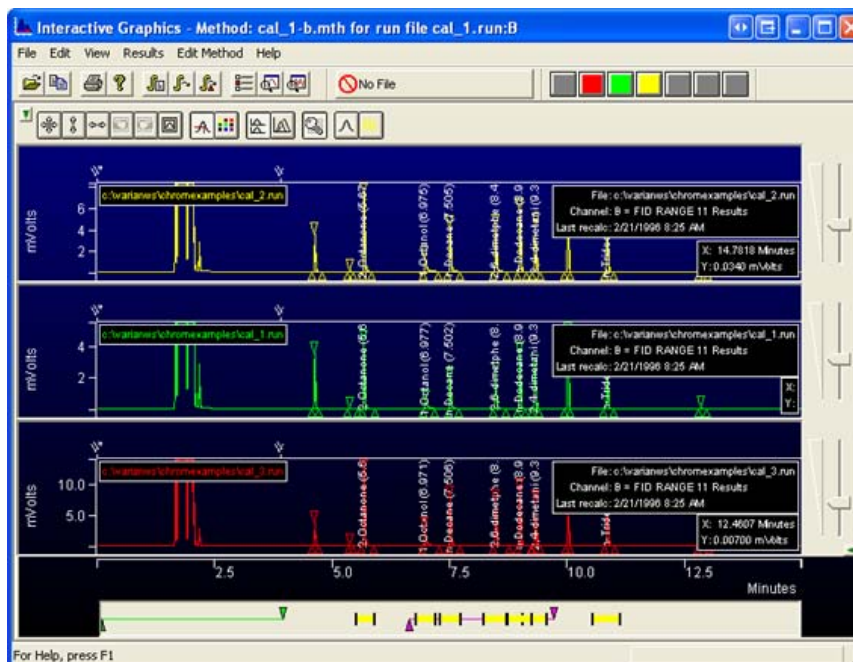 Interactive Graphics - Method: cal_1-b.mth for run file cal_1.run:B
File Edit View Results Edit Method Help
No File
c:\varianws\chromexamples\cal_2.run
File: c:\varianws\chromexamples\cal_2.run
Channel: B = FID RANGE 11 Results
Last recalc: 2/21/1996 8:25 AM
X: 14.7818 Minutes
Y: 0.0340 mVolts
mVolts
6
4
2
1-Octanol (6.975)
n-Decane (7.505)
c:\varianws\chromexamples\cal_1.run
File: c:\varianws\chromexamples\cal_1.run
Channel: B = FID RANGE 11 Results
Last recalc: 2/21/1996 8:25 AM
X:
Y:
mVolts
4
2
1-Octanol (6.977)
n-Decane (7.502)
c:\varianws\chromexamples\cal_3.run
File: c:\varianws\chromexamples\cal_3.run
Channel: B = FID RANGE 11 Results
Last recalc: 2/21/1996 8:25 AM
X: 12.4607 Minutes
Y: 0.00700 mVolts
mVolts
10.0
5.0
1-Octanol (6.971)
n-Decane (7.506)
2.5 5.0 7.5 10.0 12.5
Minutes
For Help, press F1